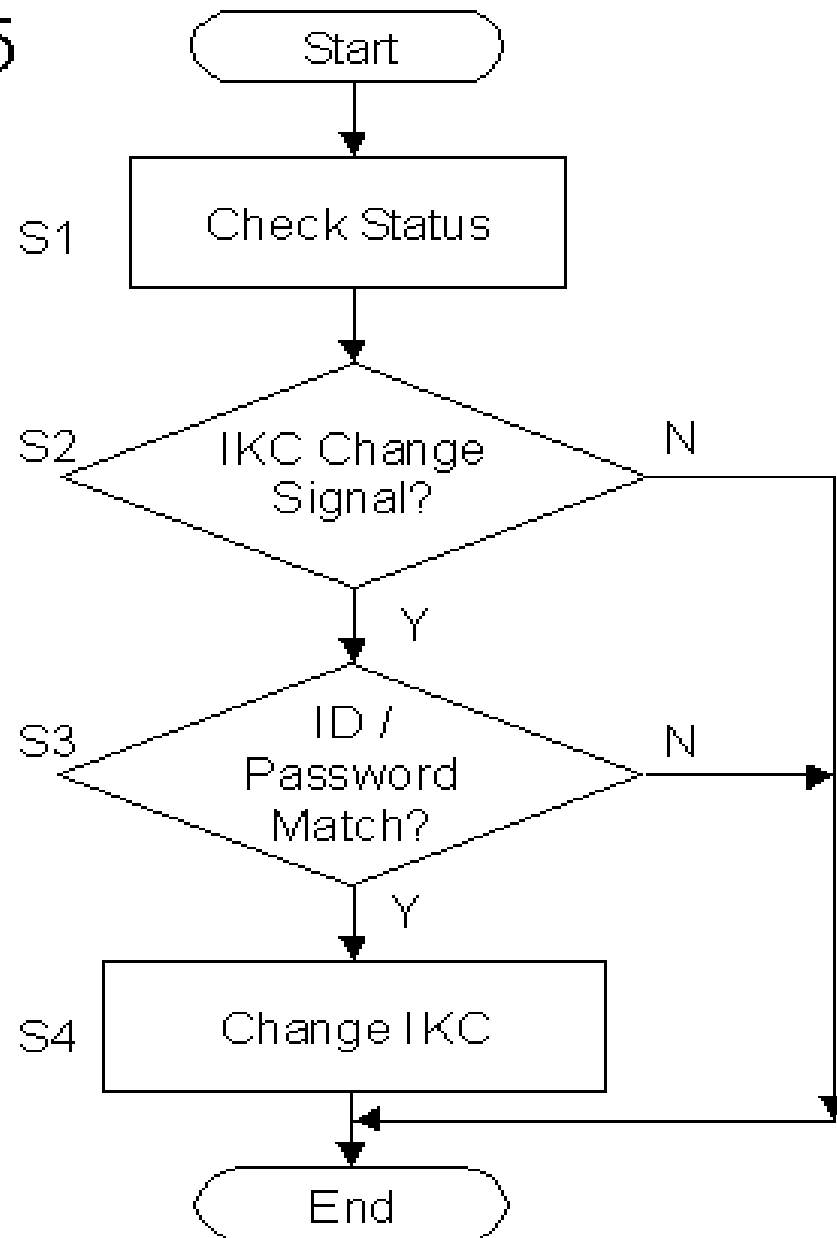 5
Start
S1
Check Status
S2
IKC Change
Signal?
N
Y
S3
ID /
Password
Match?
N
Y
S4
Change IKC
End